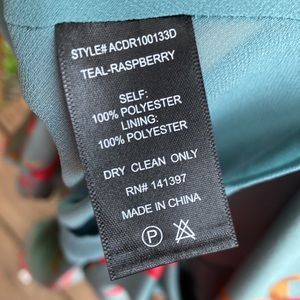 STYLE# ACDR100133D
TEAL-RASPBERRY
SELF:
100% POLYESTER
LINING:
100% POLYESTER
DRY CLEAN ONLY
RN# 141397
MADE IN CHINA
P